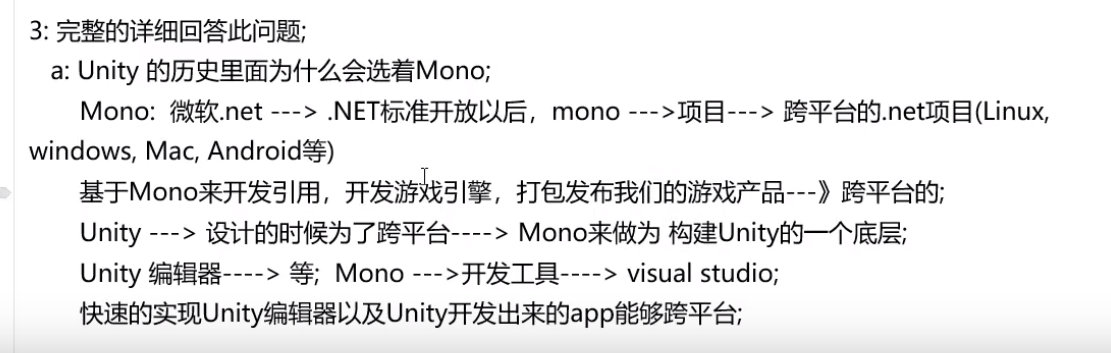 3: 完整的详细回答此问题;
a: Unity 的历史里面为什么会选着Mono;
Mono:  微软.net ---> .NET标准开放以后，mono --->项目---> 跨平台的.net项目(Linux,
windows, Mac, Android等)
基于Mono来开发引用，开发游戏引擎，打包发布我们的游戏产品---》跨平台的;
Unity ---> 设计的时候为了跨平台----> Mono来做为 构建Unity的一个底层;
Unity 编辑器----> 等;  Mono --->开发工具----> visual studio;
快速的实现Unity编辑器以及Unity开发出来的app能够跨平台;